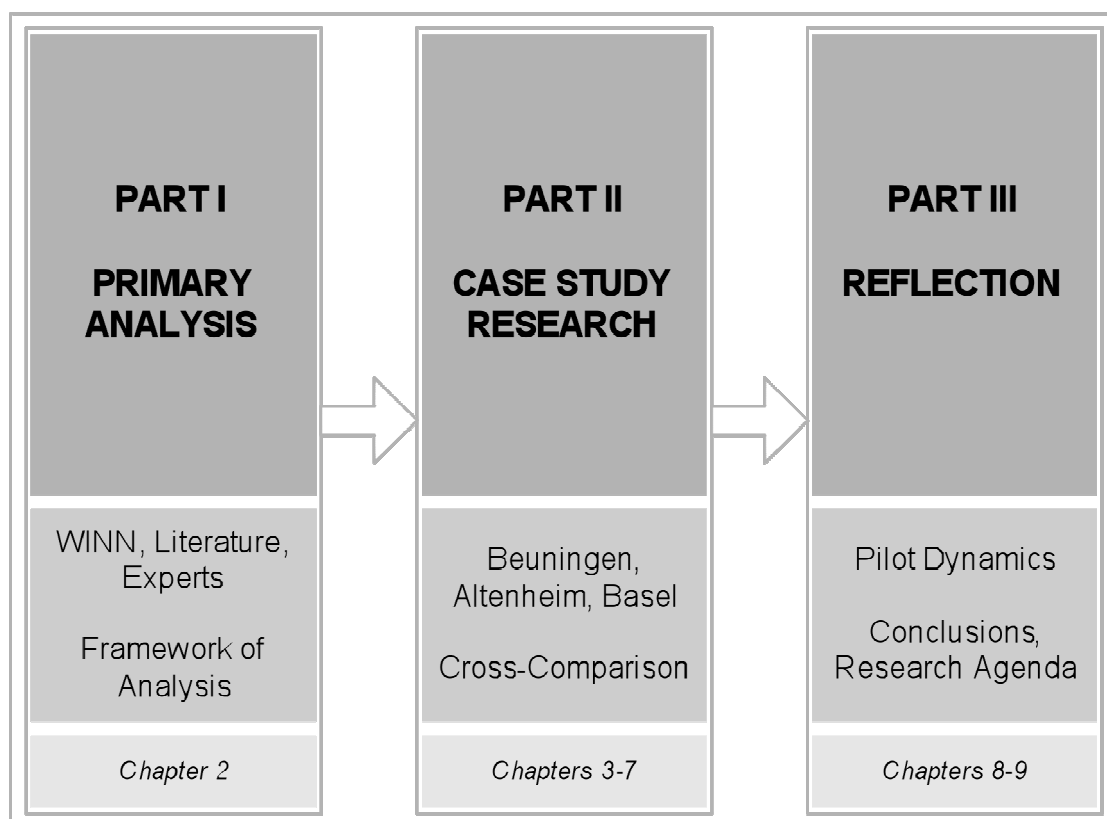 PART I
PRIMARY
ANALYSIS
WINN, Literature,
Experts
Framework of
Analysis
Chapter 2
PART II
CASE STUDY
RESEARCH
Beuningen,
Altenheim, Basel
Cross-Comparison
Chapters 3-7
PART III
REFLECTION
Pilot Dynamics
Conclusions,
Research Agenda
Chapters 8-9